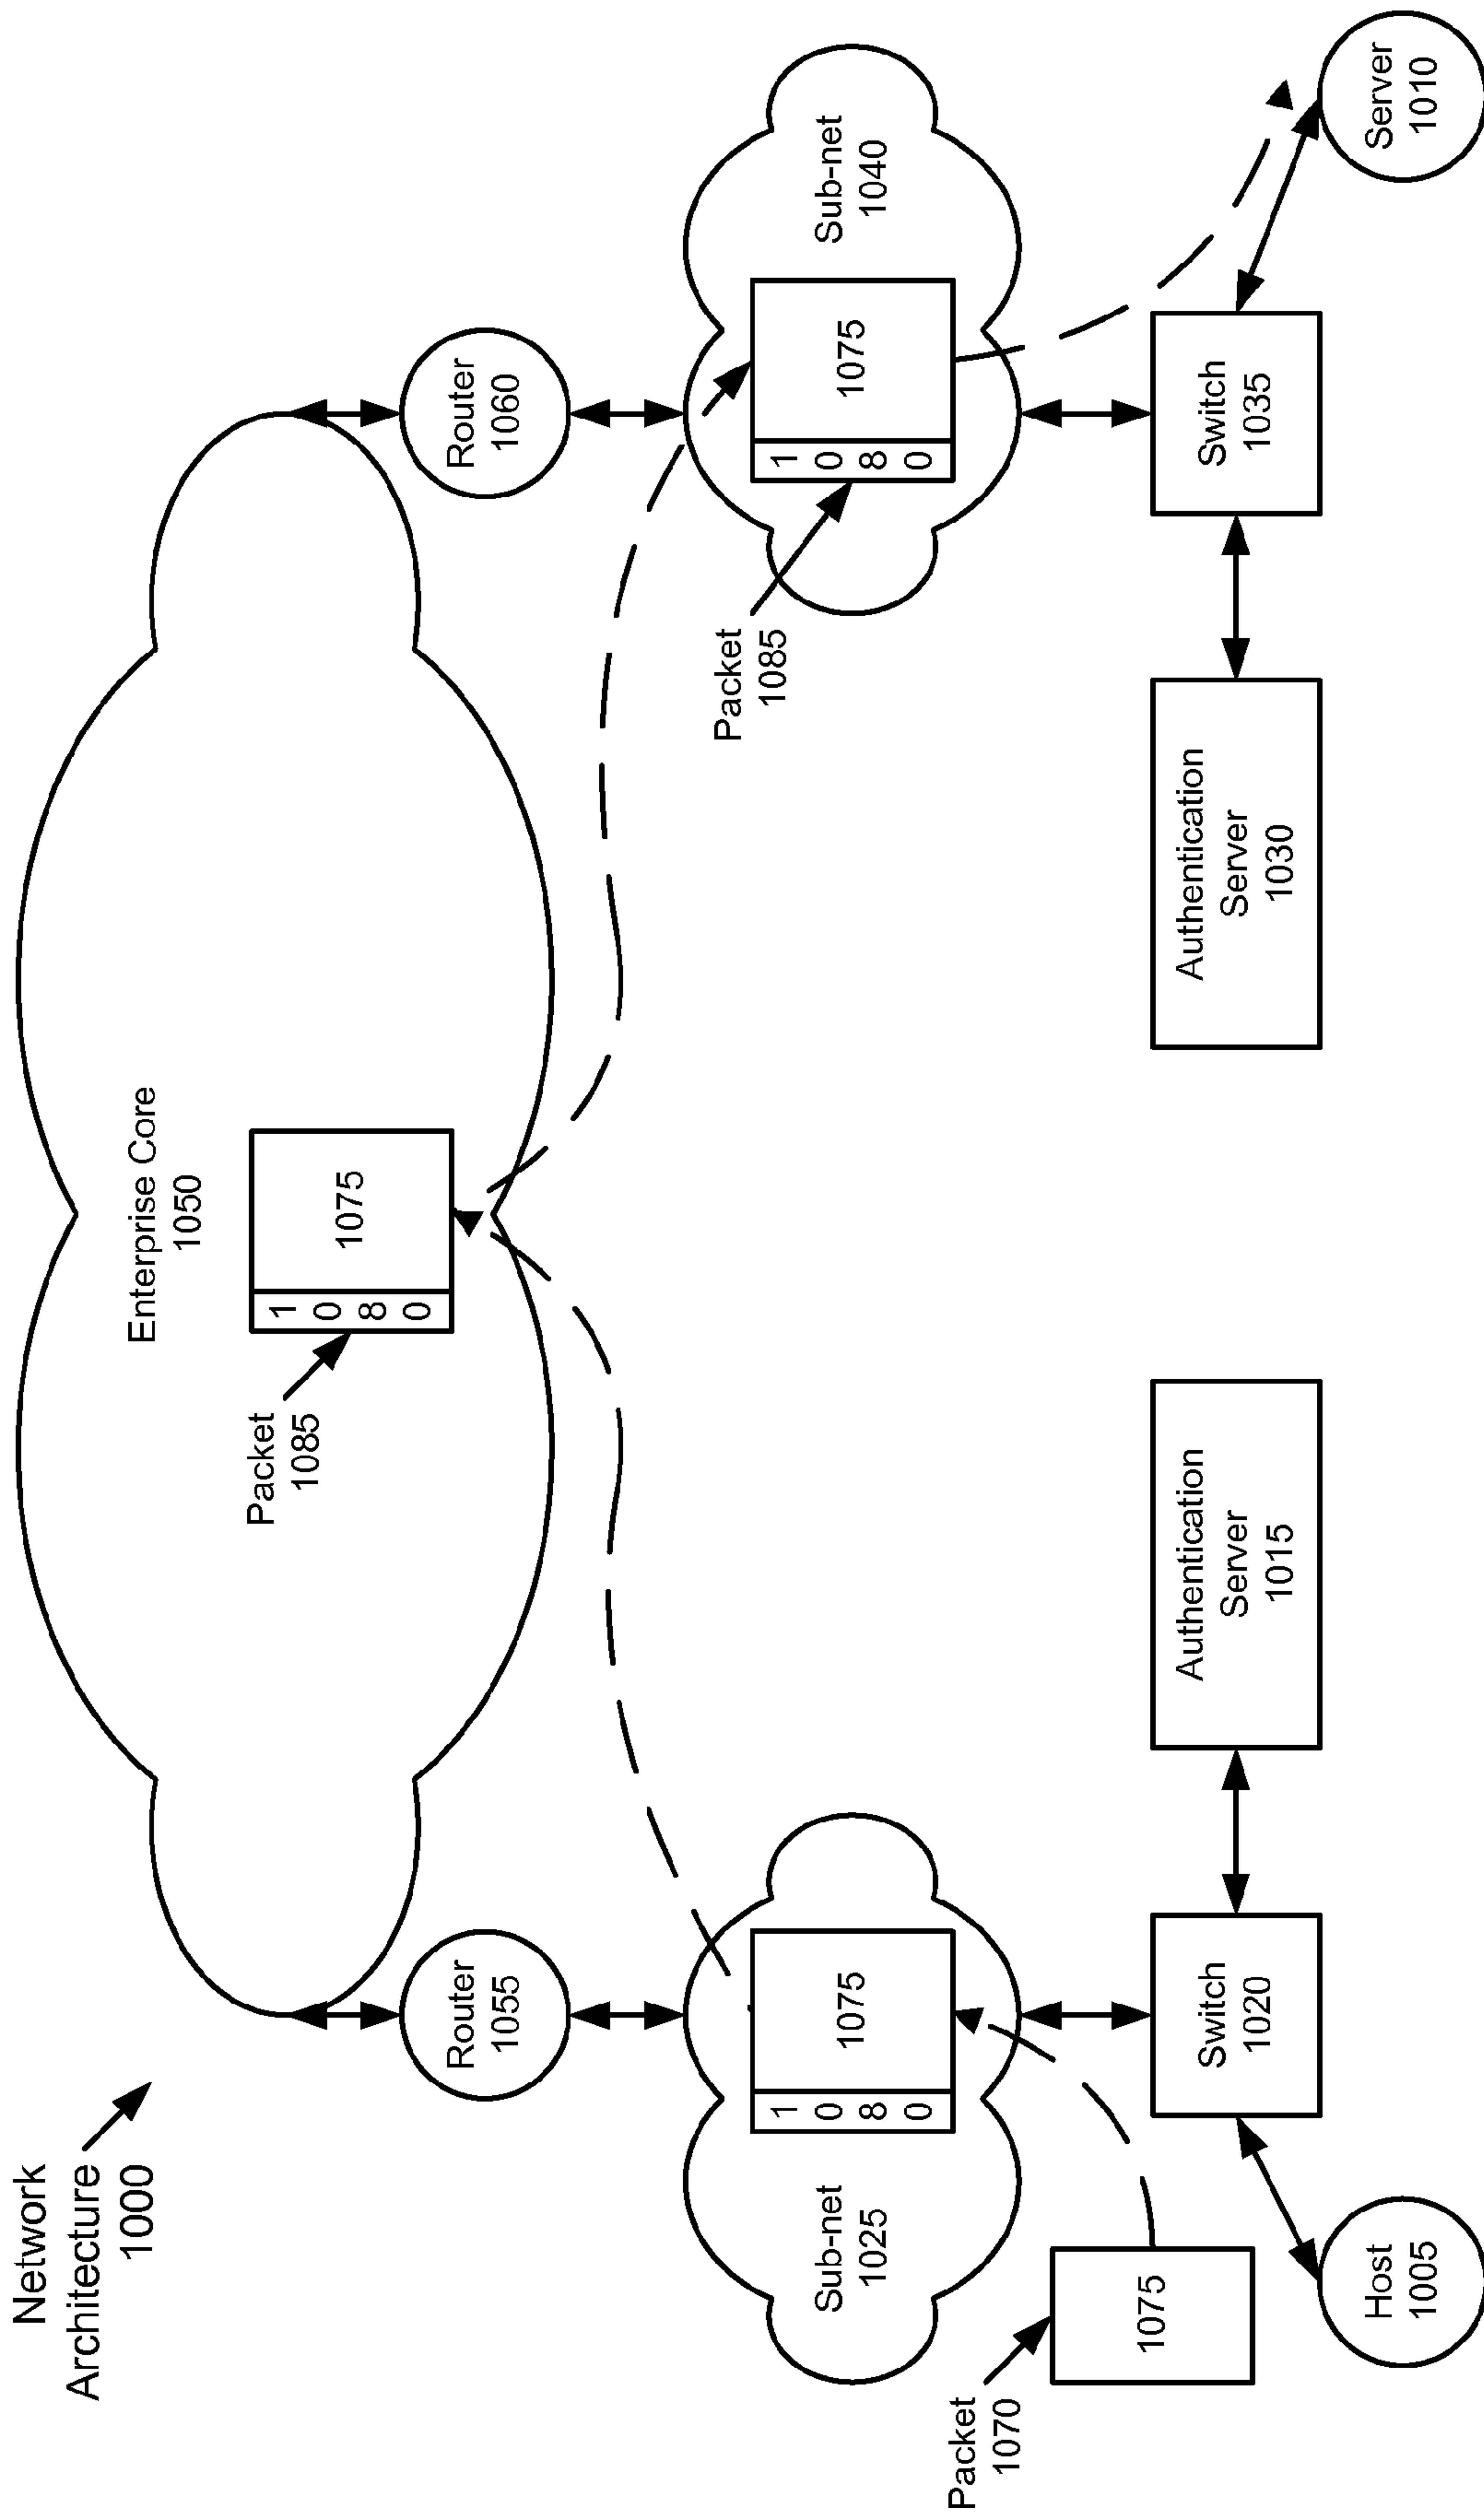 Network
Architecture
1000
Enterprise Core
1050
Packet
1085
1
0
8
0
1075
Router
1055
Router
1060
Sub-net
1025
1
0
8
0
1075
Packet
1085
1
0
8
0
1075
Sub-net
1040
Packet
1070
1075
Host
1005
Switch
1020
Authentication
Server
1015
Authentication
Server
1030
Switch
1035
Server
1010